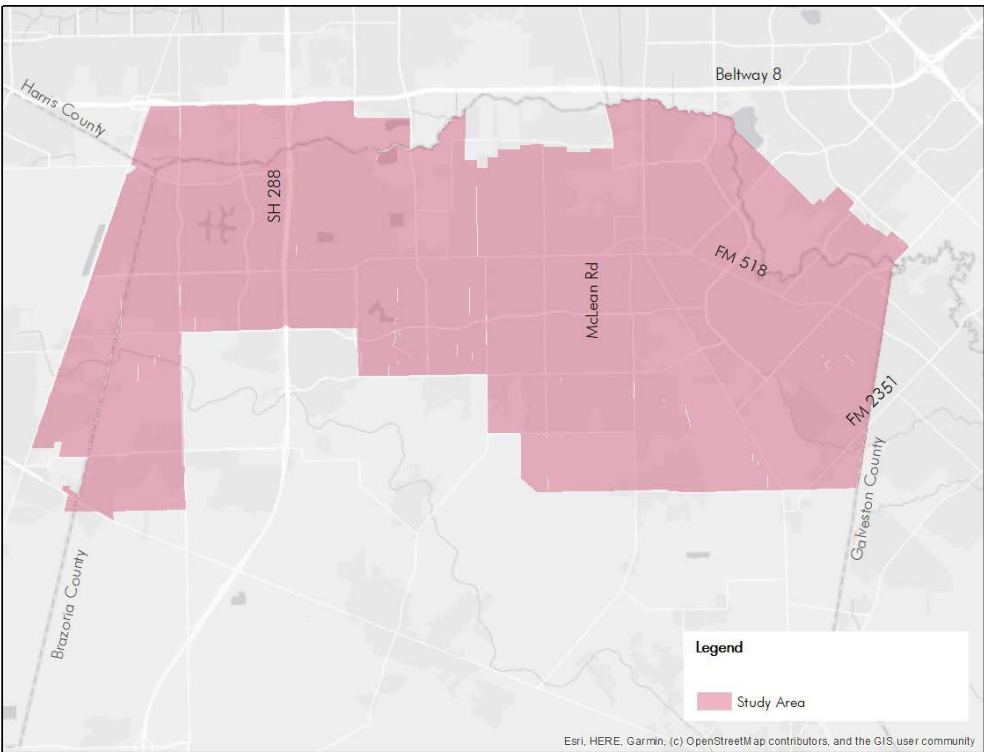 Beltway 8
Harris County
SH 288
FM 518
McLean Rd
FM 2351
Galveston County
Brazoria County
Legend
Study Area
Esri, HERE, Garmin, (c) OpenStreetMap contributors, and the GIS user community